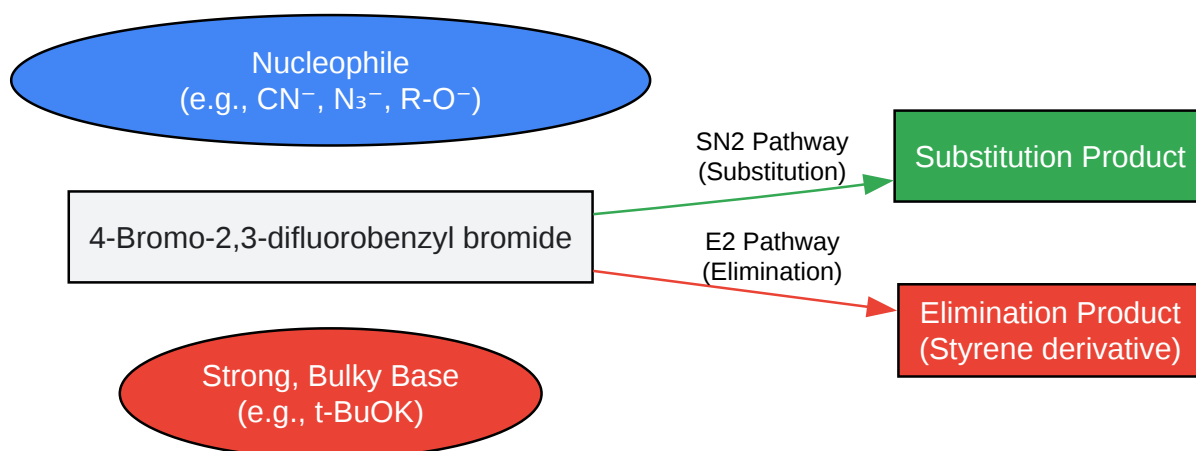 Nucleophile
(e.g., CN⁻, N₃⁻, R-O⁻)
SN2 Pathway
(Substitution)
Substitution Product
4-Bromo-2,3-difluorobenzyl bromide
E2 Pathway
(Elimination)
Elimination Product
(Styrene derivative)
Strong, Bulky Base
(e.g., t-BuOK)